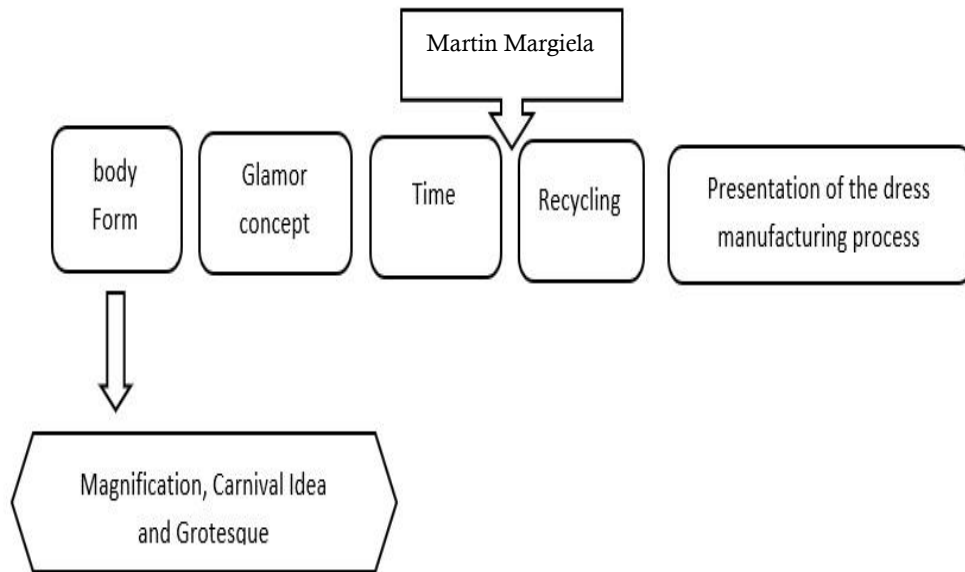 Martin Margiela
body
Form
Glamor
concept
Time
Recycling
Presentation of the dress
manufacturing process
Magnification, Carnival Idea
and Grotesque